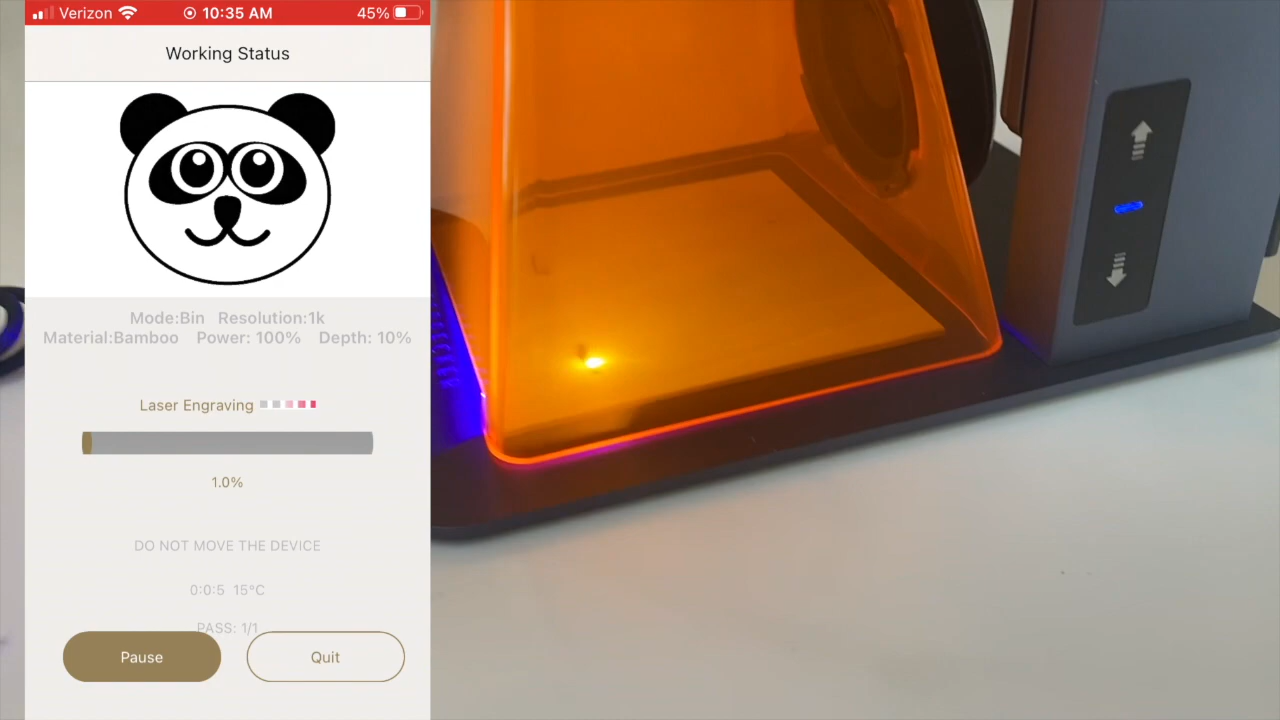 Verizon 10:35 AM 45%
Working Status
Mode:Bin Resolution:1k
Material:Bamboo Power: 100% Depth: 10%
Laser Engraving
1.0%
DO NOT MOVE THE DEVICE
0:0:5 15°C
PASS: 1/1
Pause Quit